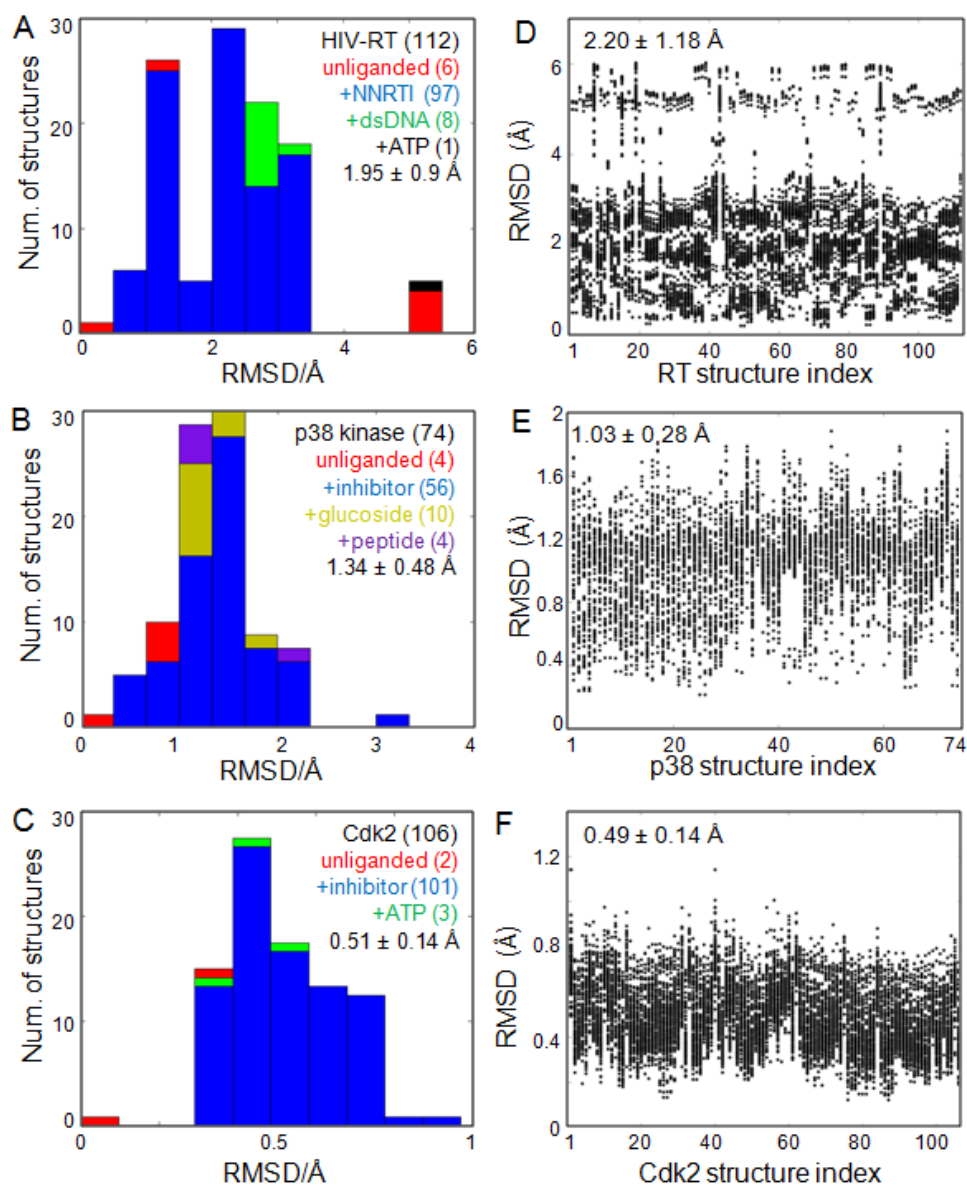 A
HIV-RT (112)
unliganded (6)
+NNRTI (97)
+dsDNA (8)
+ATP (1)
1.95 ± 0.9 Å
Num. of structures
30
20
10
0
0 2 4 6
RMSD/Å
D
2.20 ± 1.18 Å
RMSD (Å)
6
4
2
0
1 20 40 60 80 100
RT structure index
B
p38 kinase (74)
unliganded (4)
+inhibitor (56)
+glucoside (10)
+peptide (4)
1.34 ± 0.48 Å
Num. of structures
30
20
10
0
0 1 2 3 4
RMSD/Å
E
1.03 ± 0.28 Å
RMSD (Å)
2
1.6
1.2
0.8
0.4
0
1 20 40 60 74
p38 structure index
C
Cdk2 (106)
unliganded (2)
+inhibitor (101)
+ATP (3)
0.51 ± 0.14 Å
Num. of structures
30
20
10
0
0 0.5 1
RMSD/Å
F
0.49 ± 0.14 Å
RMSD (Å)
1.2
0.8
0.4
0
1 20 40 60 80 100
Cdk2 structure index